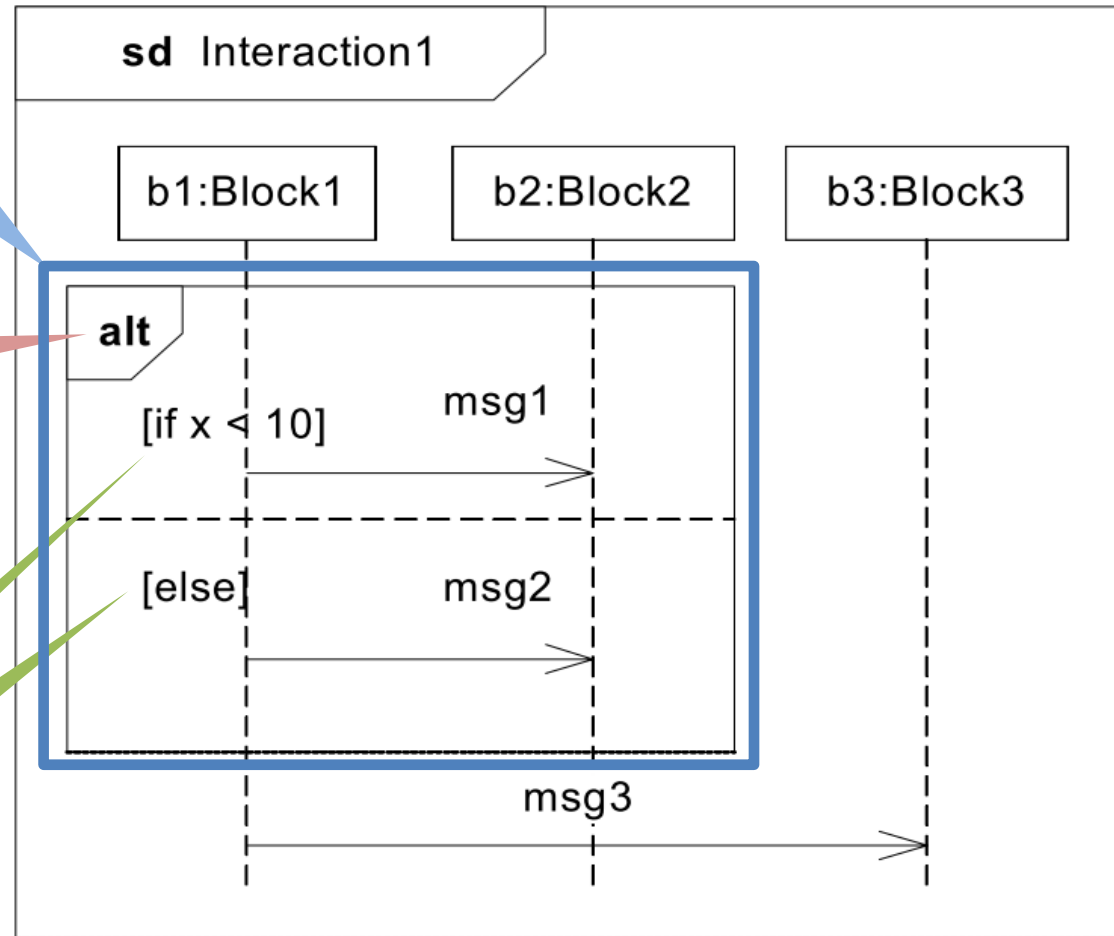 sd Interaction1
b1:Block1 b2:Block2 b3:Block3
alt
msg1
[if x < 10]
[else] msg2
msg3